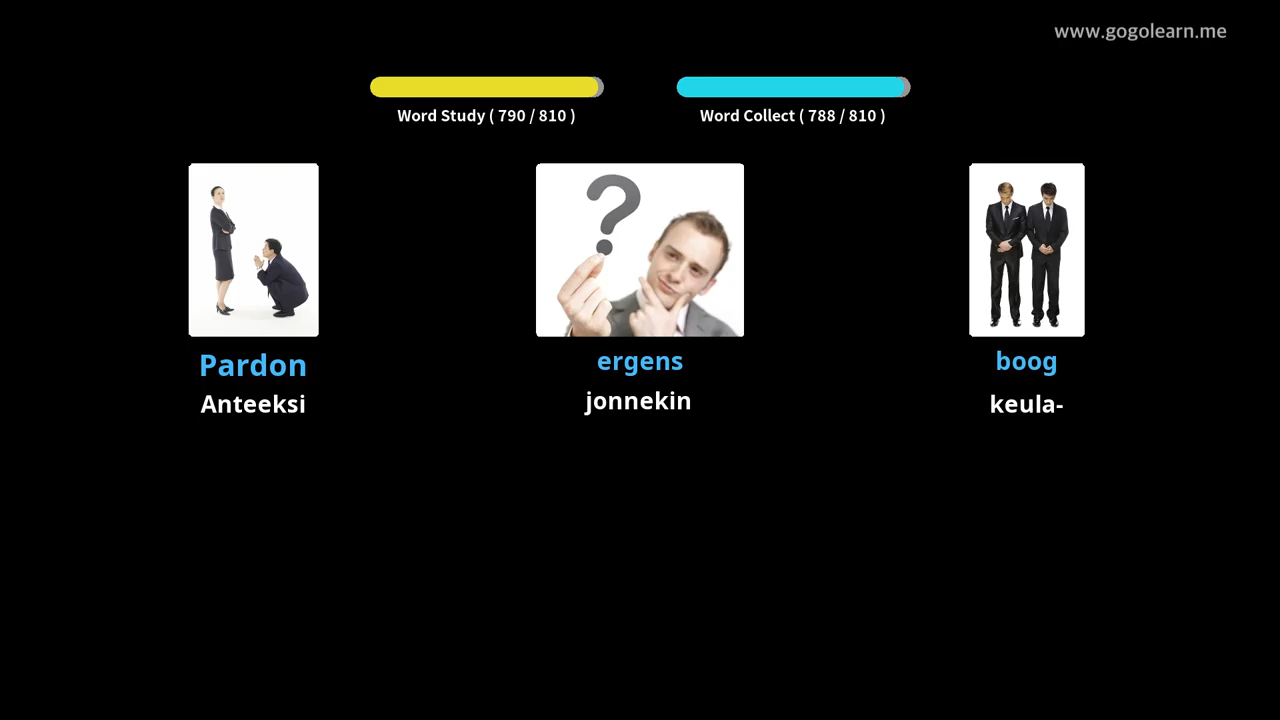 www.gogolearn.me
Word Study ( 790 / 810 )
Word Collect ( 788 / 810 )
Pardon
Anteeksi
ergens
jonnekin
boog
keula-